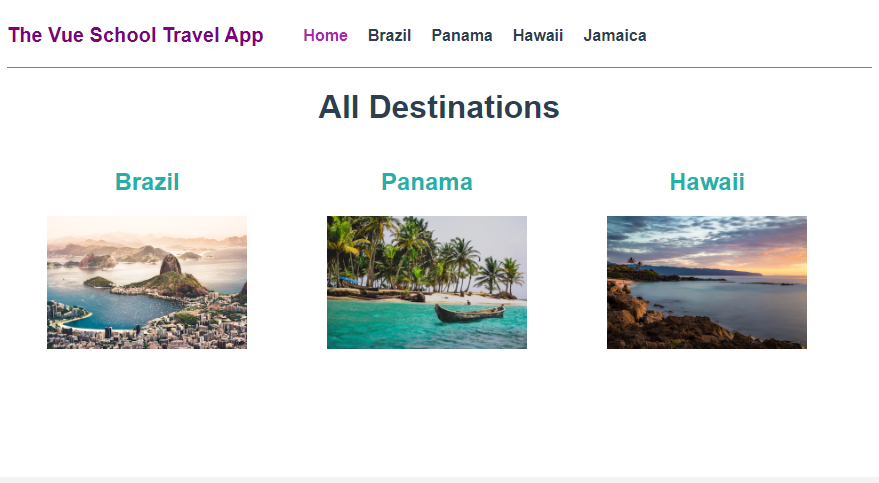 The Vue School Travel App Home Brazil Panama Hawaii Jamaica
All Destinations
Brazil Panama Hawaii